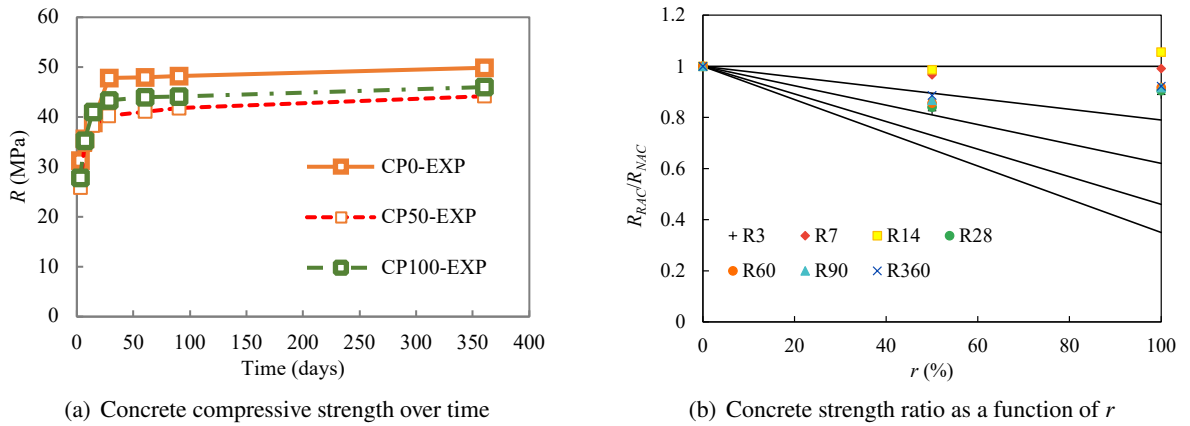 60
50
40
30
20
10
0
R (MPa)
CP0-EXP
CP50-EXP
CP100-EXP
0 50 100 150 200 250 300 350 400
Time (days)
(a) Concrete compressive strength over time
1.2
1
0.8
0.6
0.4
0.2
0
R_RAC/R_NAC
R3 R7 R14 R28
R60 R90 R360
0 20 40 60 80 100
r (%)
(b) Concrete strength ratio as a function of r